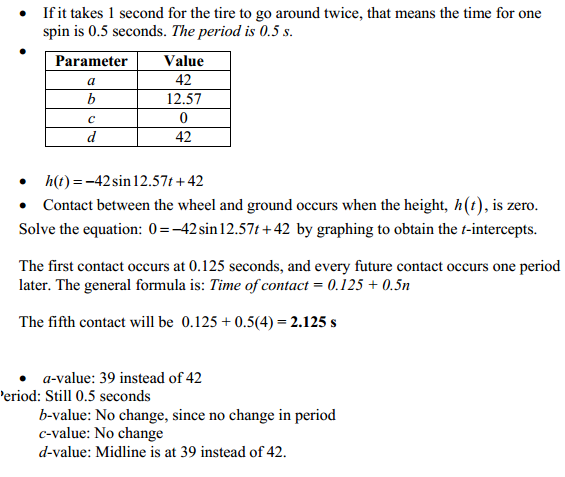 • If it takes 1 second for the tire to go around twice, that means the time for one
spin is 0.5 seconds. The period is 0.5 s.
•
Parameter Value
a 42
b 12.57
c 0
d 42
• h(t) = −42 sin 12.57t + 42
• Contact between the wheel and ground occurs when the height, h(t), is zero.
Solve the equation: 0 = −42 sin 12.57t + 42 by graphing to obtain the t-intercepts.
The first contact occurs at 0.125 seconds, and every future contact occurs one period
later. The general formula is: Time of contact = 0.125 + 0.5n
The fifth contact will be 0.125 + 0.5(4) = 2.125 s
• a-value: 39 instead of 42
eriod: Still 0.5 seconds
b-value: No change, since no change in period
c-value: No change
d-value: Midline is at 39 instead of 42.